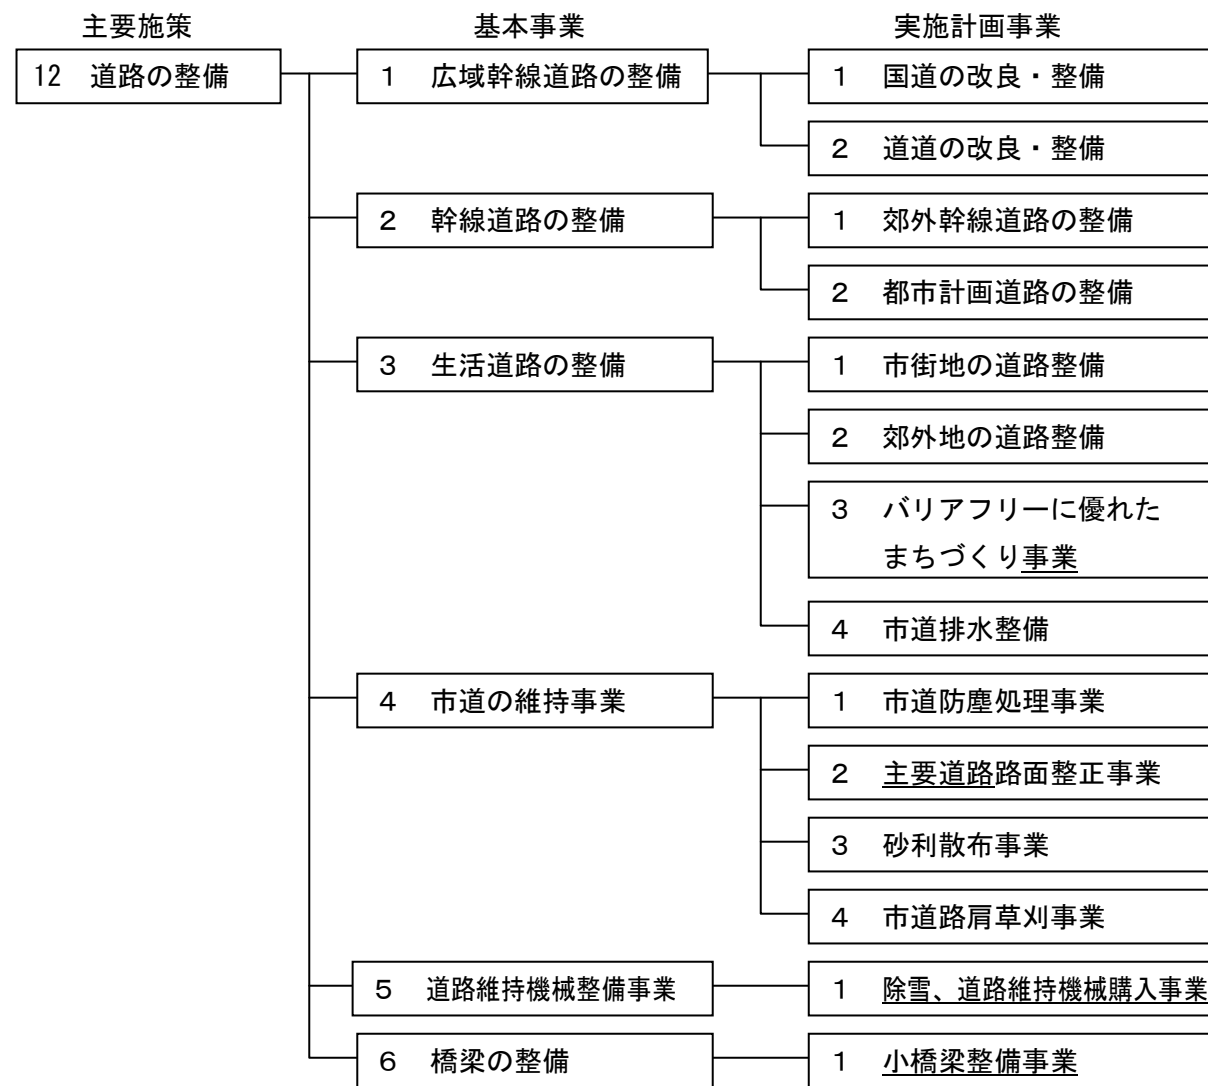 主要施策　基本事業　実施計画事業
12　道路の整備　1　広域幹線道路の整備　1　国道の改良・整備
2　道道の改良・整備
2　幹線道路の整備　1　郊外幹線道路の整備
2　都市計画道路の整備
3　生活道路の整備　1　市街地の道路整備
2　郊外地の道路整備
3　バリアフリーに優れた
まちづくり事業
4　市道排水整備
4　市道の維持事業　1　市道防塵処理事業
2　主要道路路面整正事業
3　砂利散布事業
4　市道路肩草刈事業
5　道路維持機械整備事業　1　除雪、道路維持機械購入事業
6　橋梁の整備　1　小橋梁整備事業